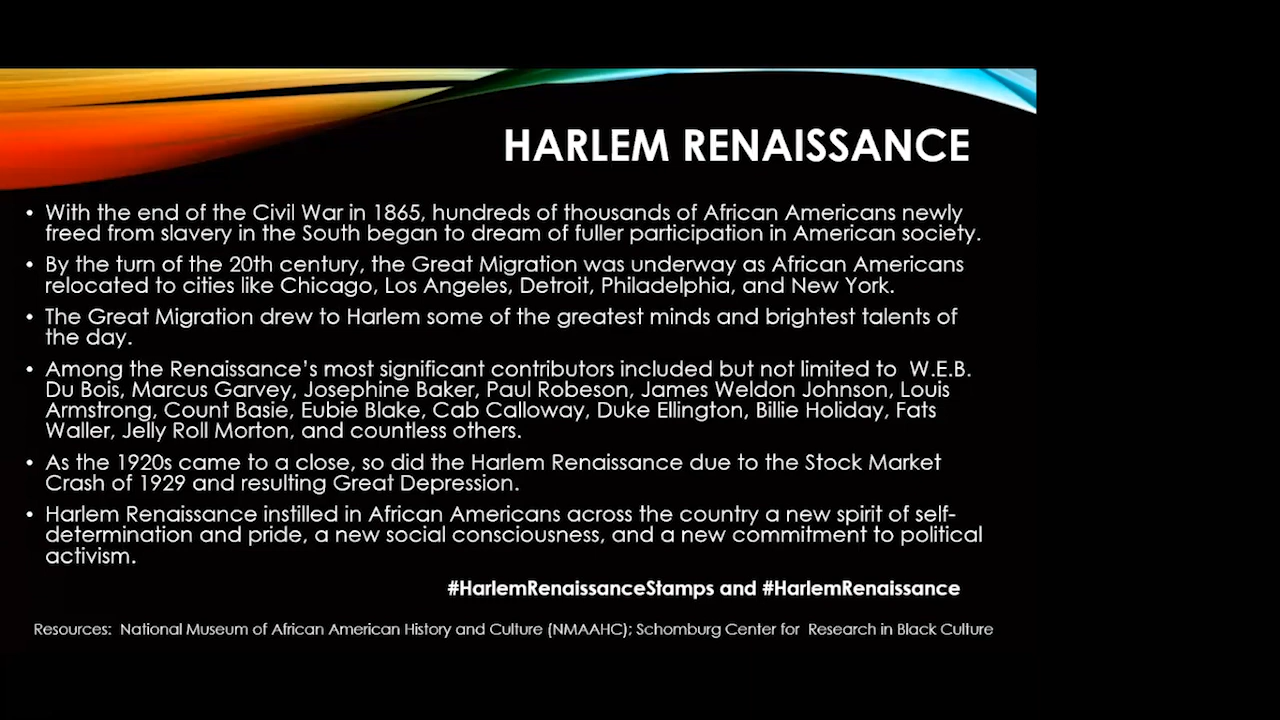 HARLEM RENAISSANCE
• With the end of the Civil War in 1865, hundreds of thousands of African Americans newly
freed from slavery in the South began to dream of fuller participation in American society.
• By the turn of the 20th century, the Great Migration was underway as African Americans
relocated to cities like Chicago, Los Angeles, Detroit, Philadelphia, and New York.
• The Great Migration drew to Harlem some of the greatest minds and brightest talents of
the day.
• Among the Renaissance’s most significant contributors included but not limited to W.E.B.
Du Bois, Marcus Garvey, Josephine Baker, Paul Robeson, James Weldon Johnson, Louis
Armstrong, Count Basie, Eubie Blake, Cab Calloway, Duke Ellington, Billie Holiday, Fats
Waller, Jelly Roll Morton, and countless others.
• As the 1920s came to a close, so did the Harlem Renaissance due to the Stock Market
Crash of 1929 and resulting Great Depression.
• Harlem Renaissance instilled in African Americans across the country a new spirit of self-
determination and pride, a new social consciousness, and a new commitment to political
activism.
#HarlemRenaissanceStamps and #HarlemRenaissance
Resources: National Museum of African American History and Culture (NMAAHC); Schomburg Center for Research in Black Culture